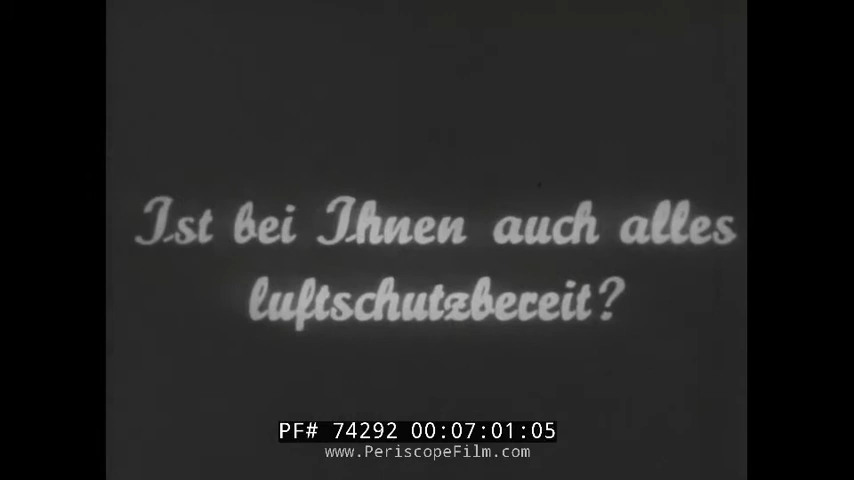 Ist bei Ihnen auch alles
luftschutzbereit?
PF# 74292 00:07:01:05
www.PeriscopeFilm.com